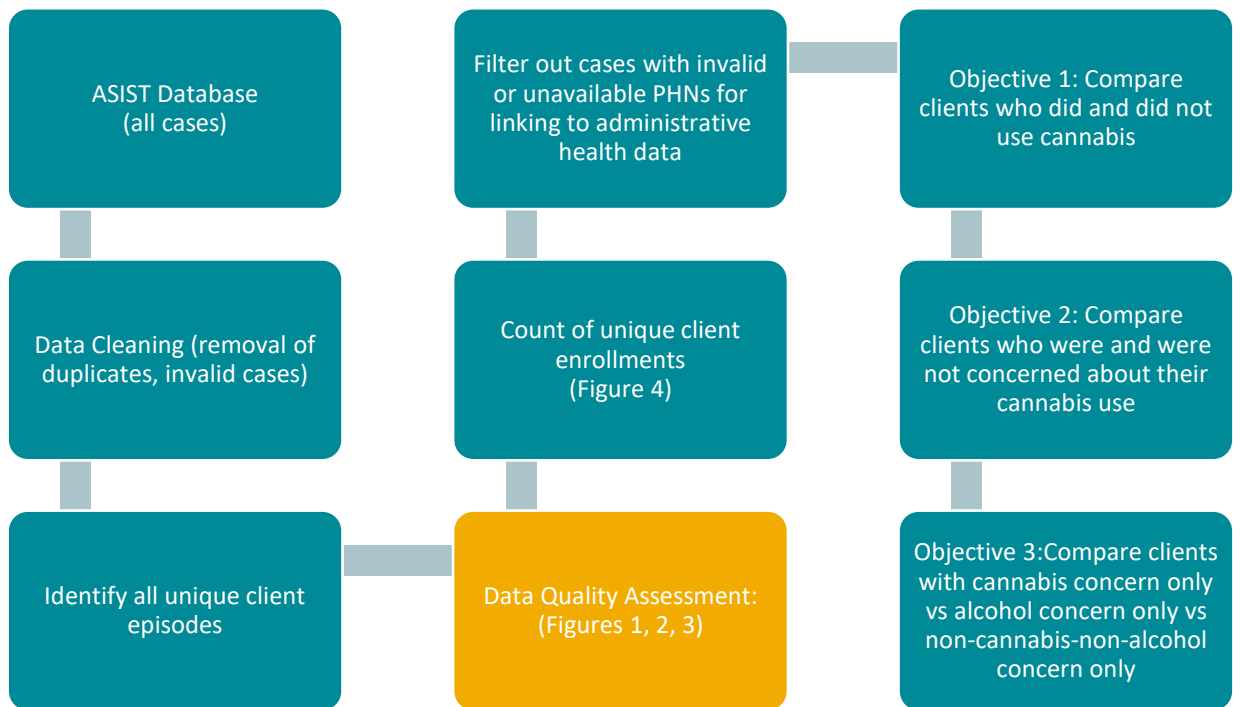 ASIST Database
(all cases)
Data Cleaning (removal of
duplicates, invalid cases)
Identify all unique client
episodes
Data Quality Assessment:
(Figures 1, 2, 3)
Count of unique client
enrollments
(Figure 4)
Filter out cases with invalid
or unavailable PHNs for
linking to administrative
health data
Objective 1: Compare
clients who did and did not
use cannabis
Objective 2: Compare
clients who were and were
not concerned about their
cannabis use
Objective 3:Compare clients
with cannabis concern only
vs alcohol concern only vs
non-cannabis-non-alcohol
concern only